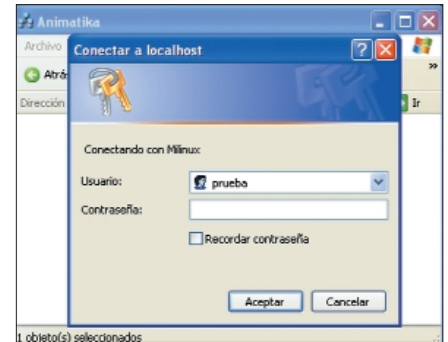 Animatika
Archivo
Conectar a localhost
Atrás
Dirección
Ir
Conectando con Milinux:
Usuario:
prueba
Contraseña:
Recordar contraseña
Aceptar
Cancelar
1 objeto(s) seleccionados